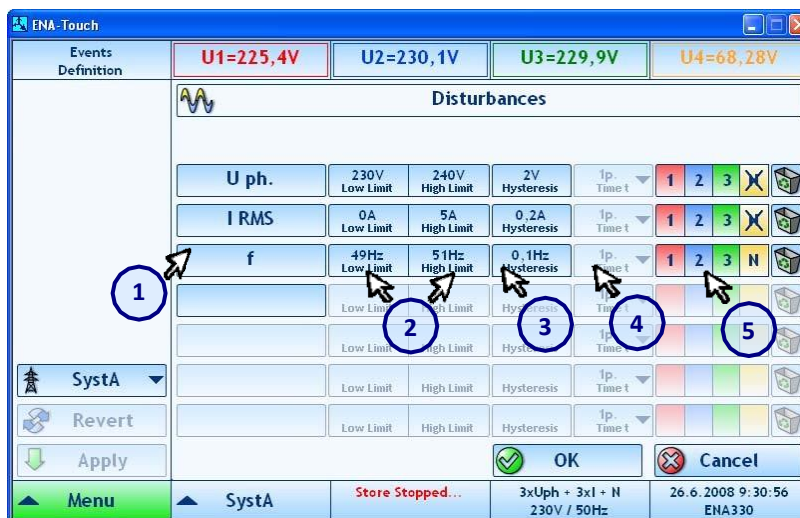 ENA-Touch
Events
Definition
U1=225,4V
U2=230,1V
U3=229,9V
U4=68,28V
Disturbances
U ph.
230V
Low Limit
240V
High Limit
2V
Hysteresis
1p.
Time t
1
2
3
I RMS
0A
Low Limit
5A
High Limit
0,2A
Hysteresis
1p.
Time t
1
2
3
f
49Hz
Low Limit
51Hz
High Limit
0,1Hz
Hysteresis
1p.
Time t
1
2
3
N
1
2
3
4
5
Low Limit
High Limit
Hysteresis
1p.
Time t
Low Limit
High Limit
Hysteresis
1p.
Time t
SystA
Low Limit
High Limit
Hysteresis
1p.
Time t
Revert
Low Limit
High Limit
Hysteresis
1p.
Time t
Apply
OK
Cancel
Menu
SystA
Store Stopped...
3xUph + 3xI + N
230V / 50Hz
26.6.2008 9:30:56
ENA330